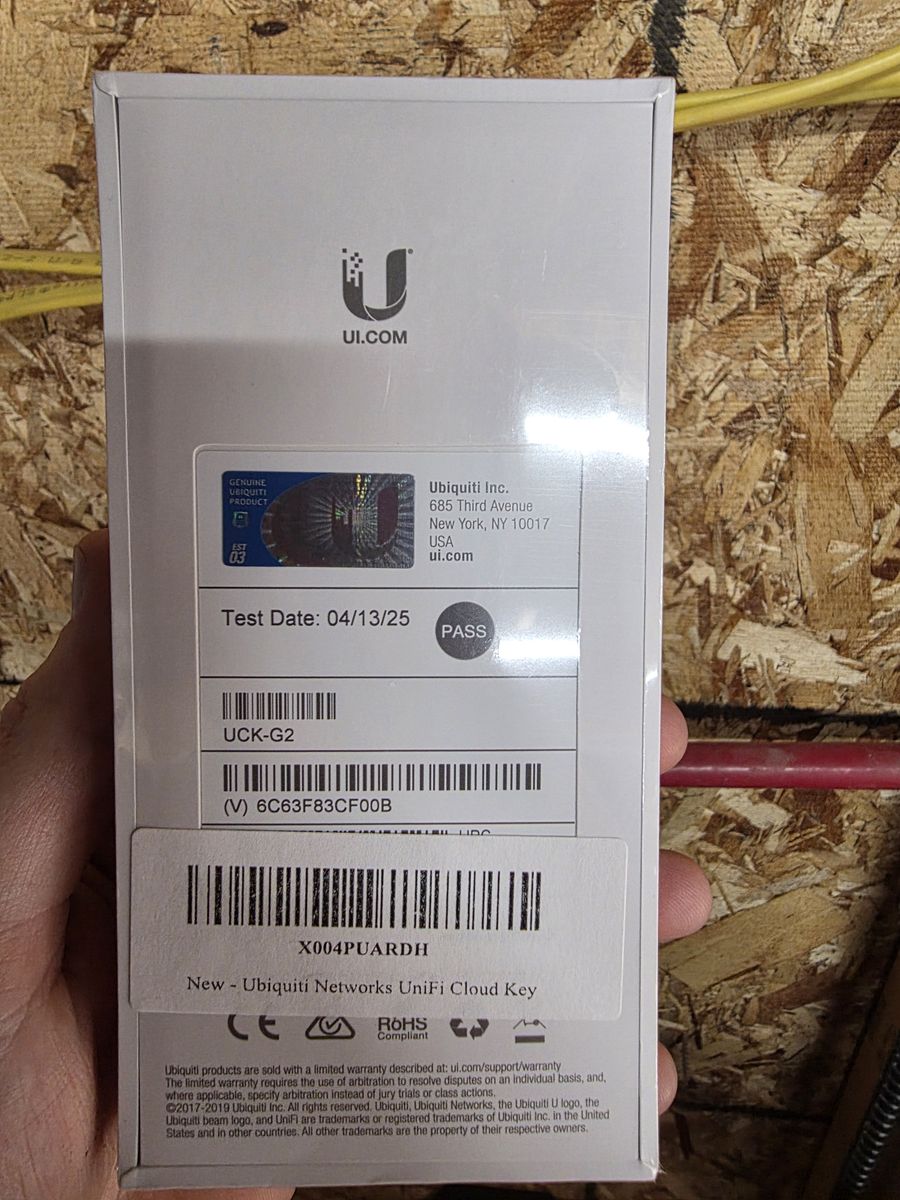 UI.COM
GENUINE
UBIQUITI
PRODUCT
EST
03
Ubiquiti Inc.
685 Third Avenue
New York, NY 10017
USA
ui.com
Test Date: 04/13/25
PASS
UCK-G2
(V) 6C63F83CF00B
UPC
X004PUARDH
New - Ubiquiti Networks UniFi Cloud Key
CE
RoHS
Compliant
Ubiquiti products are sold with a limited warranty described at: ui.com/support/warranty
The limited warranty requires the use of arbitration to resolve disputes on an individual basis, and,
where applicable, specify arbitration instead of jury trials or class actions.
©2017-2019 Ubiquiti Inc. All rights reserved. Ubiquiti, Ubiquiti Networks, the Ubiquiti U logo, the
Ubiquiti beam logo, and UniFi are trademarks or registered trademarks of Ubiquiti Inc. in the United
States and in other countries. All other trademarks are the property of their respective owners.